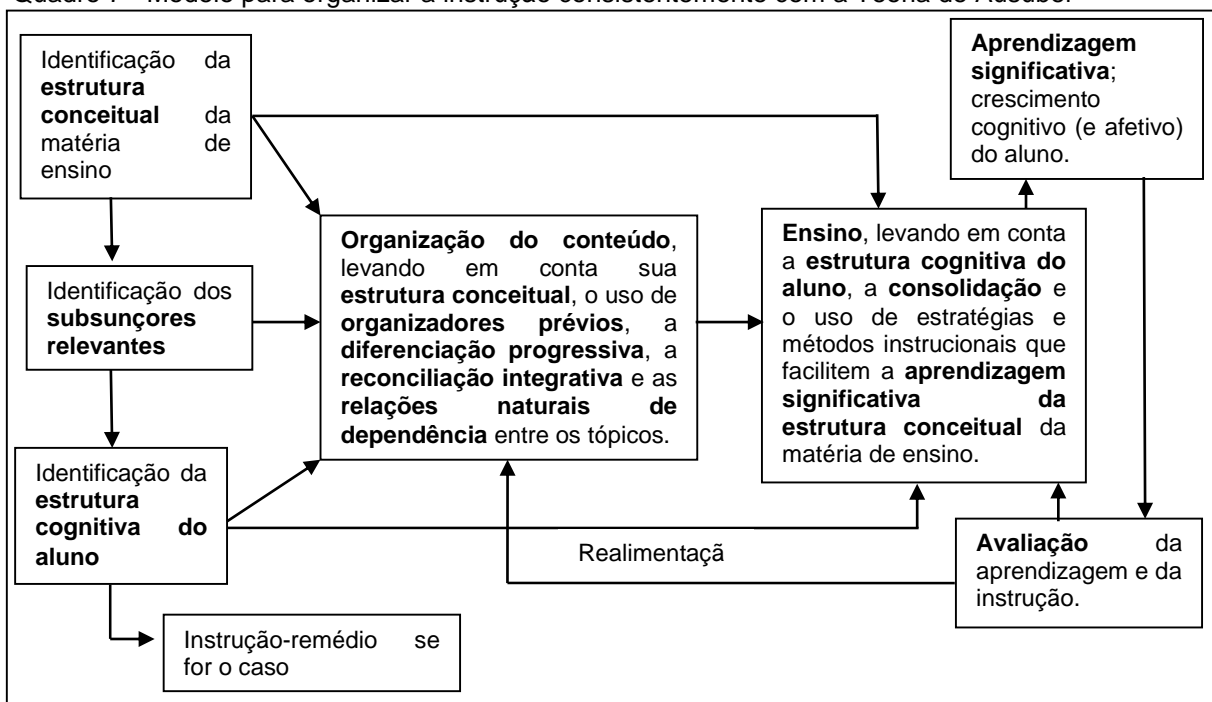 Quadro I – Modelo para organizar a instrução consistentemente com a Teoria de Ausubel
Identificação da
estrutura
conceitual da
matéria de
ensino
Aprendizagem
significativa;
crescimento
cognitivo (e afetivo)
do aluno.
Identificação dos
subsunçores
relevantes
Organização do conteúdo,
levando em conta sua
estrutura conceitual, o uso de
organizadores prévios, a
diferenciação progressiva, a
reconciliação integrativa e as
relações naturais de
dependência entre os tópicos.
Ensino, levando em conta
a estrutura cognitiva do
aluno, a consolidação e
o uso de estratégias e
métodos instrucionais que
facilitem a aprendizagem
significativa da
estrutura conceitual da
matéria de ensino.
Identificação da
estrutura
cognitiva do
aluno
Realimentaçã
Avaliação da
aprendizagem e da
instrução.
Instrução-remédio se
for o caso